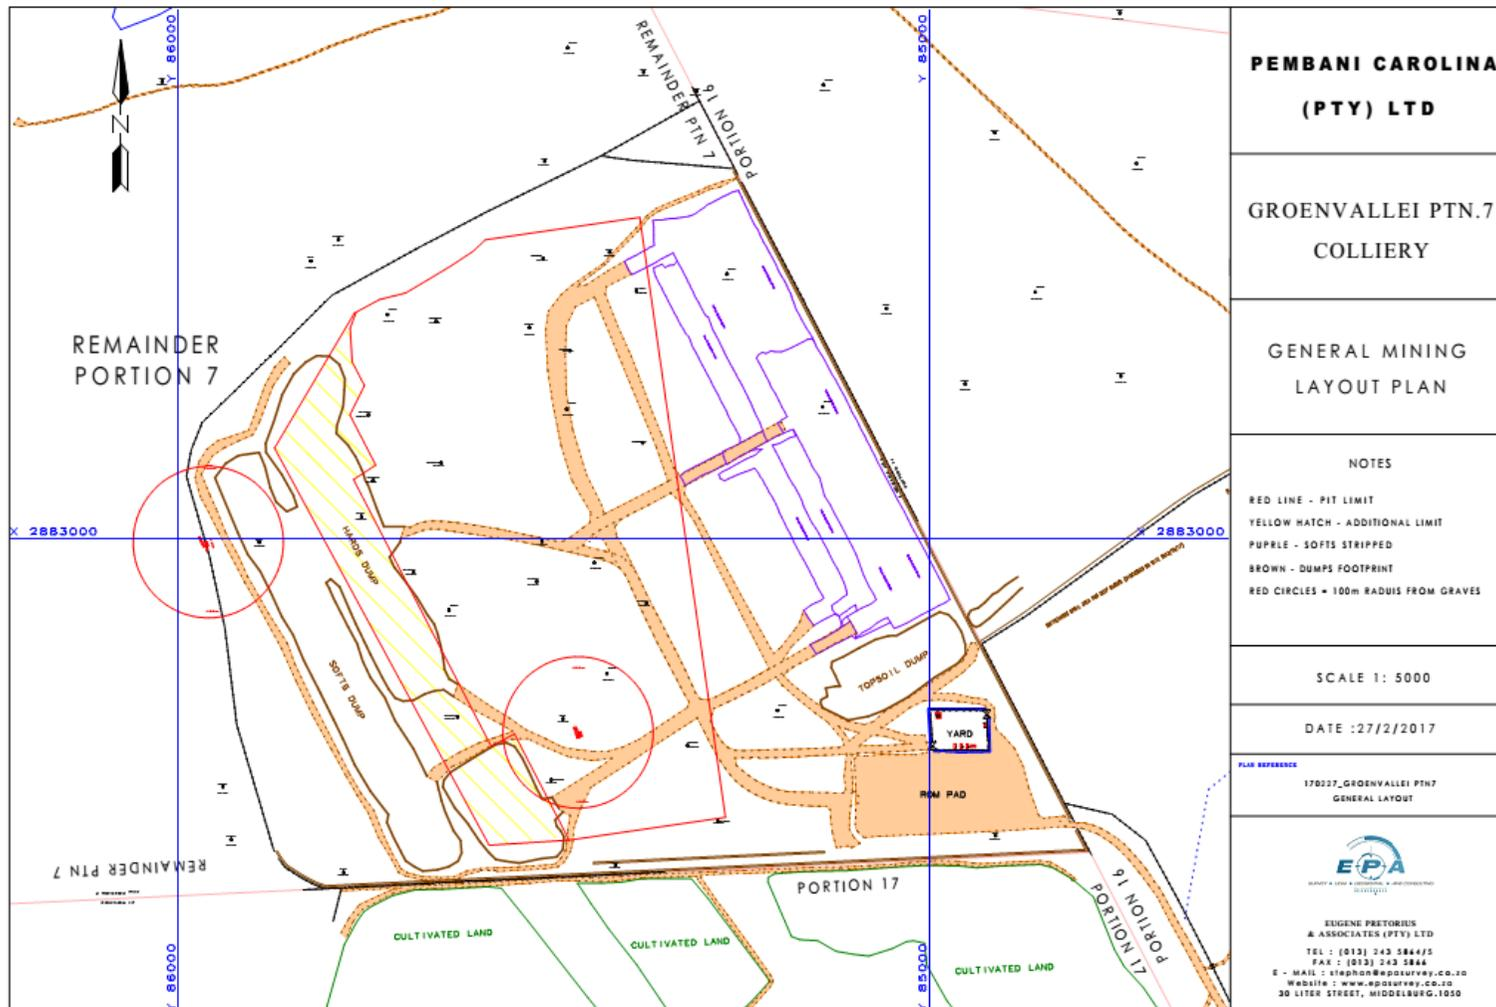 Y 86000
Y 85000
REMAINDER PTN 7
PORTION 16
N
REMAINDER
PORTION 7
X 2883000
X 2883000
HARDS DUMP
SOFTS DUMP
TOPSOIL DUMP
YARD
ROM PAD
REMAINDER PTN 7
PORTION 17
PORTION 16
PORTION 17
CULTIVATED LAND
CULTIVATED LAND
CULTIVATED LAND
86000
85000
PEMBANI CAROLINA
(PTY) LTD
GROENVALLEI PTN.7
COLLIERY
GENERAL MINING
LAYOUT PLAN
NOTES
RED LINE - PIT LIMIT
YELLOW HATCH - ADDITIONAL LIMIT
PUPRLE - SOFTS STRIPPED
BROWN - DUMPS FOOTPRINT
RED CIRCLES = 100m RADUIS FROM GRAVES
SCALE 1: 5000
DATE :27/2/2017
PLAN REFERENCE
170227_GROENVALLEI PTN7
GENERAL LAYOUT
EPA
EUGENE PRETORIUS
& ASSOCIATES (PTY) LTD
TEL : (013) 243 5864/5
FAX : (013) 243 5866
E - MAIL : stephan@epasurvey.co.za
Website : www.epasurvey.co.za
30 LITER STREET, MIDDELBURG.1050